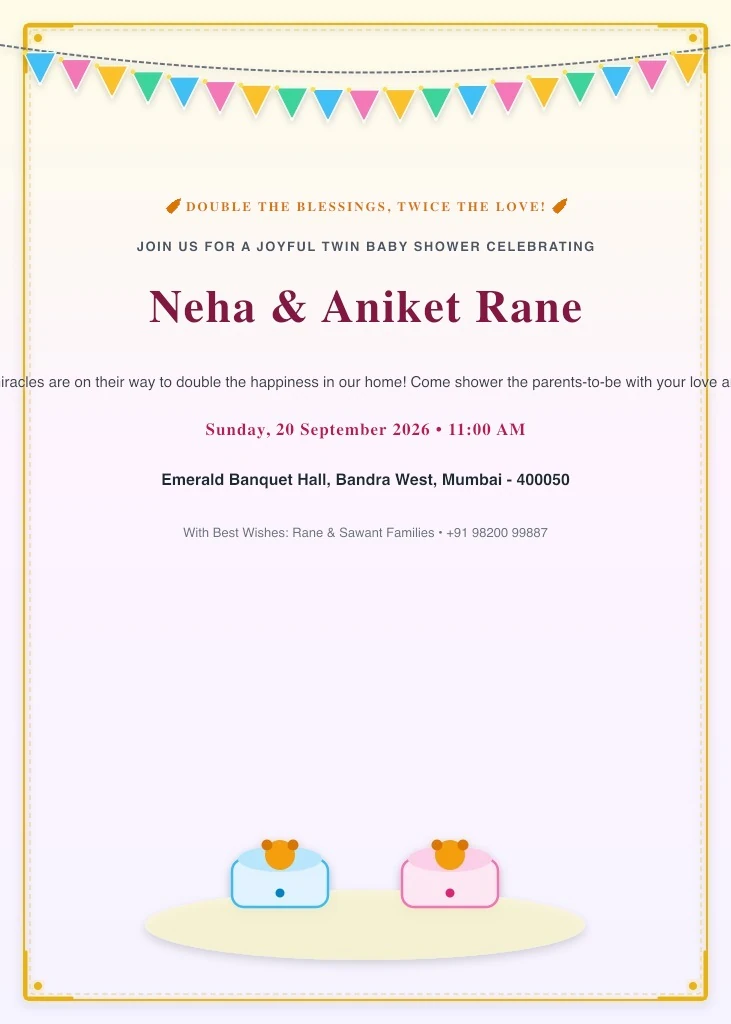 DOUBLE THE BLESSINGS, TWICE THE LOVE!
JOIN US FOR A JOYFUL TWIN BABY SHOWER CELEBRATING
Neha & Aniket Rane
are on their way to double the happiness in our home! Come shower the parents-to-be with your love
Sunday, 20 September 2026 • 11:00 AM
Emerald Banquet Hall, Bandra West, Mumbai - 400050
With Best Wishes: Rane & Sawant Families • +91 98200 99887